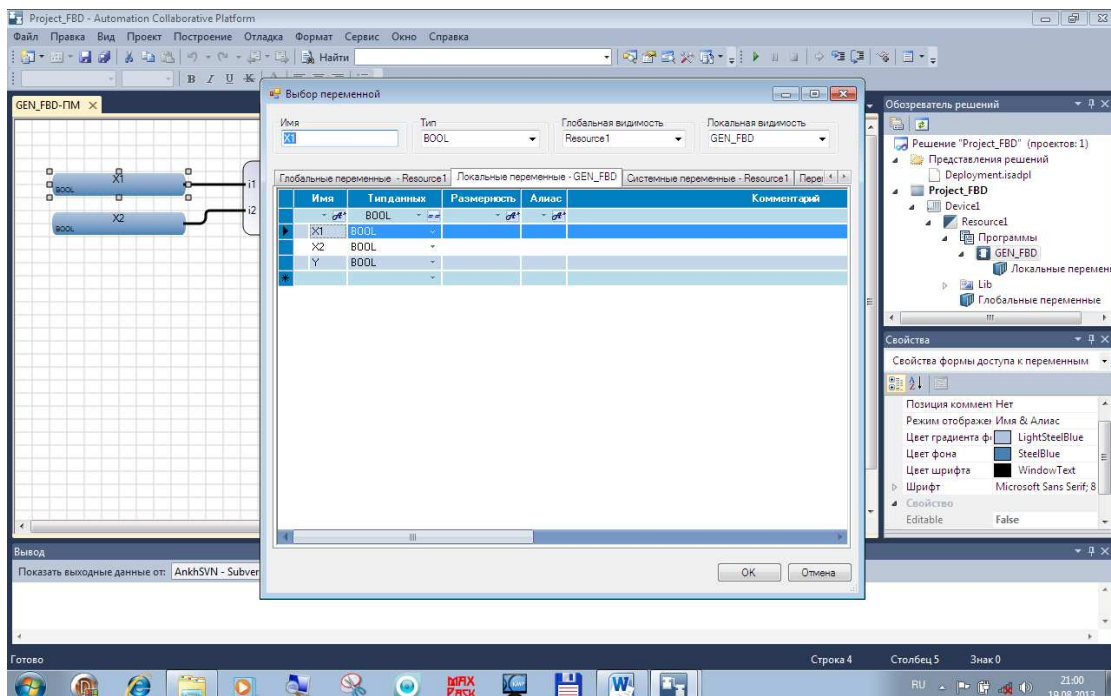 Project_FBD - Automation Collaborative Platform
Файл Правка Вид Проект Построение Отладка Формат Сервис Окно Справка
Найти
B I U K
GEN_FBD-ПМ
X1
BOOL
i1
X2
BOOL
i2
Выбор переменной
Имя Тип Глобальная видимость Локальная видимость
X1 BOOL Resource1 GEN_FBD
Глобальные переменные - Resource1 Локальные переменные - GEN_FBD Системные переменные - Resource1
Имя Тип данных Размерность Алиас Комментарий
BOOL
X1 BOOL
X2 BOOL
Y BOOL
OK Отмена
Обозреватель решений
Решение "Project_FBD" (проектов: 1)
Представления решений
Deployment.isadpl
Project_FBD
Device1
Resource1
Программы
GEN_FBD
Локальные перемен
Lib
Глобальные переменные
Свойства
Свойства формы доступа к переменным
Позиция коммент Нет
Режим отображе Имя & Алиас
Цвет градиента ф LightSteelBlue
Цвет фона SteelBlue
Цвет шрифта WindowText
Шрифт Microsoft Sans Serif; 8
Свойство
Editable False
Вывод
Показать выходные данные от: AnkhSVN - Subver
Готово Строка 4 Столбец 5 Знак 0
RU 21:00
19.08.2013